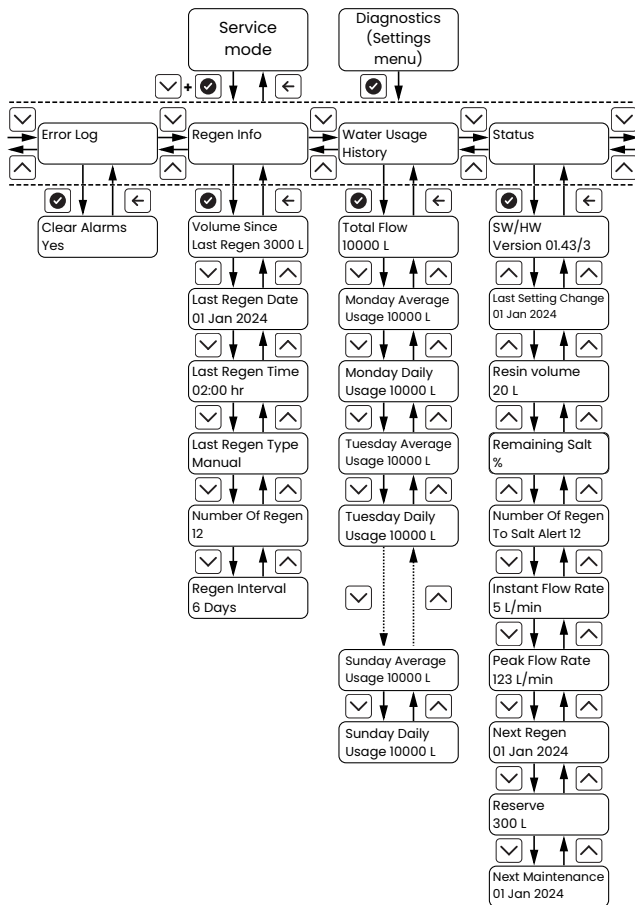 Service
mode
Diagnostics
(Settings
menu)
+
Error Log
Regen Info
Water Usage
History
Status
Clear Alarms
Yes
Volume Since
Last Regen 3000 L
Last Regen Date
01 Jan 2024
Last Regen Time
02:00 hr
Last Regen Type
Manual
Number Of Regen
12
Regen Interval
6 Days
Total Flow
10000 L
Monday Average
Usage 10000 L
Monday Daily
Usage 10000 L
Tuesday Average
Usage 10000 L
Tuesday Daily
Usage 10000 L
Sunday Average
Usage 10000 L
Sunday Daily
Usage 10000 L
SW/HW
Version 01.43/3
Last Setting Change
01 Jan 2024
Resin volume
20 L
Remaining Salt
%
Number Of Regen
To Salt Alert 12
Instant Flow Rate
5 L/min
Peak Flow Rate
123 L/min
Next Regen
01 Jan 2024
Reserve
300 L
Next Maintenance
01 Jan 2024